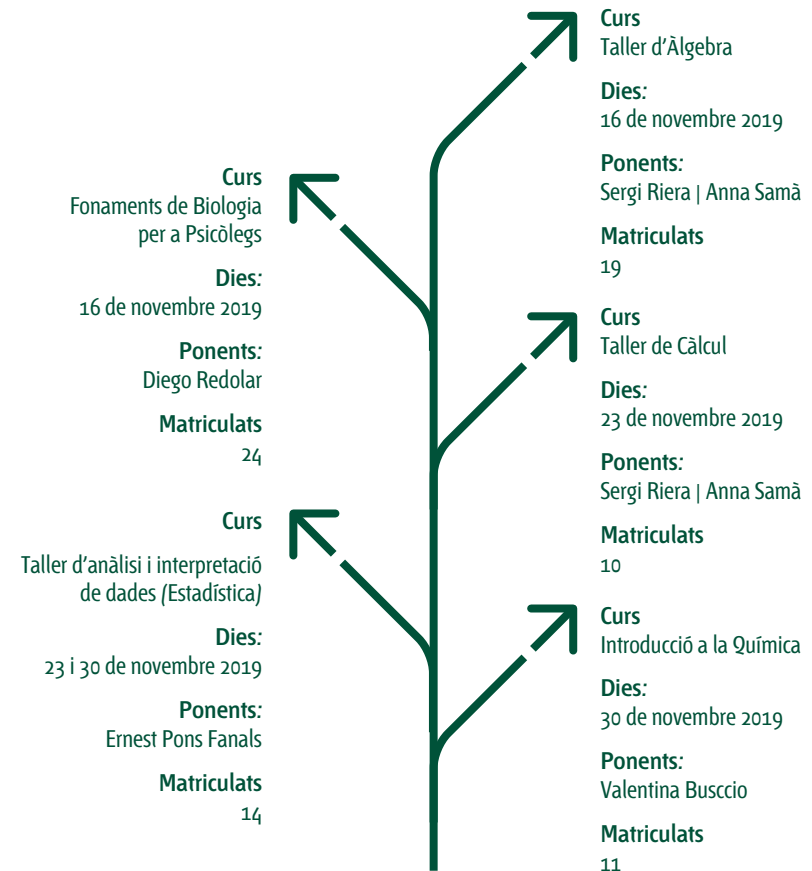 Curs
Taller d'Àlgebra
Dies:
16 de novembre 2019
Ponents:
Sergi Riera | Anna Samà
Matriculats
19
Curs
Fonaments de Biologia
per a Psicòlegs
Dies:
16 de novembre 2019
Ponents:
Diego Redolar
Matriculats
24
Curs
Taller de Càlcul
Dies:
23 de novembre 2019
Ponents:
Sergi Riera | Anna Samà
Matriculats
10
Curs
Taller d'anàlisi i interpretació
de dades (Estadística)
Dies:
23 i 30 de novembre 2019
Ponents:
Ernest Pons Fanals
Matriculats
14
Curs
Introducció a la Química
Dies:
30 de novembre 2019
Ponents:
Valentina Busccio
Matriculats
11